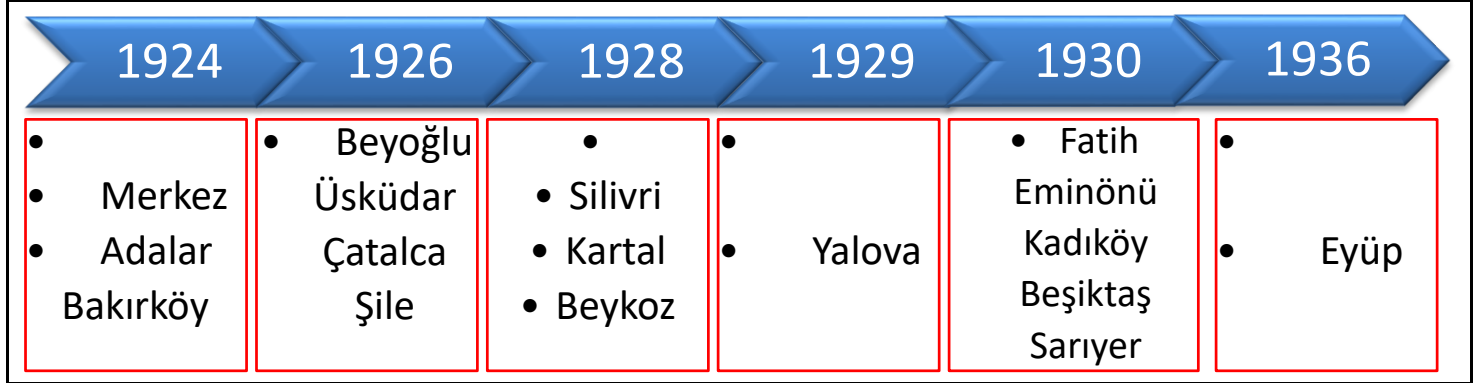 1924
1926
1928
1929
1930
1936
•
• Merkez
• Adalar
Bakırköy
• Beyoğlu
Üsküdar
Çatalca
Şile
•
• Silivri
• Kartal
• Beykoz
•
• Yalova
• Fatih
Eminönü
Kadıköy
Beşiktaş
Sarıyer
•
• Eyüp